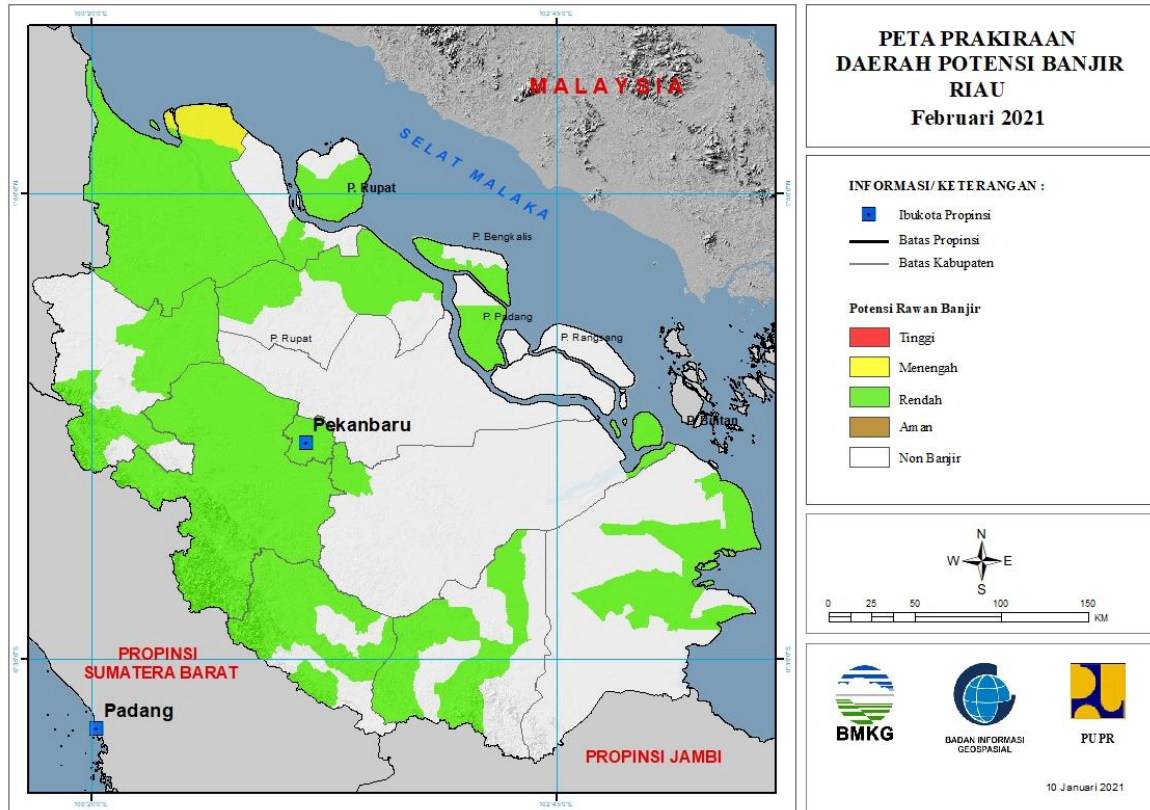 PETA PRAKIRAAN
DAERAH POTENSI BANJIR
RIAU
Februari 2021
INFORMASI/ KETERANGAN :
Ibukota Propinsi
Batas Propinsi
Batas Kabupaten
Potensi Rawan Banjir
Tinggi
Menengah
Rendah
Aman
Non Banjir
N
W
E
S
0 25 50 100 150
KM
BMKG
BADAN INFORMASI
GEOSPASIAL
PUPR
10 Januari 2021
MALAYSIA
SELAT MALAKA
P. Rupat
P. Bengkalis
P. Padang
P. Rupat
P. Rangsang
P. Bintan
Pekanbaru
PROPINSI
SUMATERA BARAT
Padang
PROPINSI JAMBI